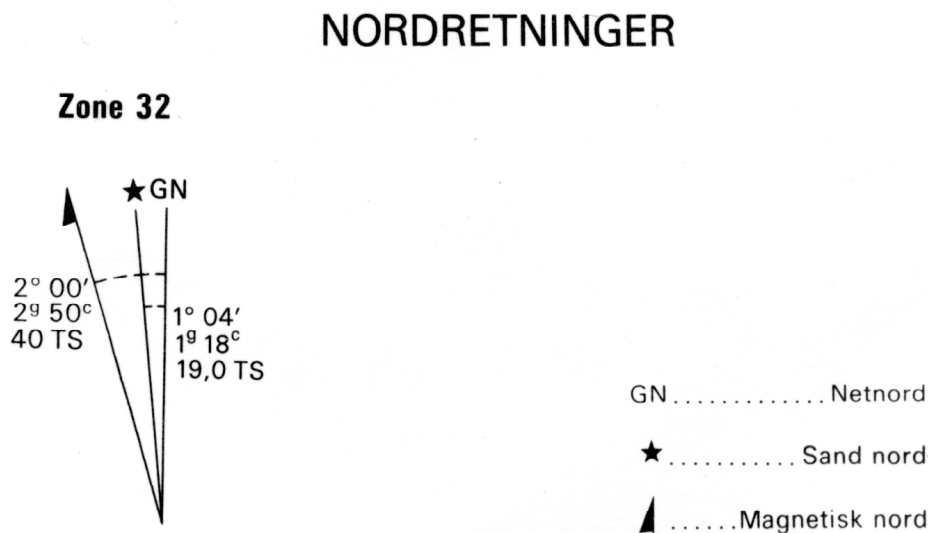 NORDRETNINGER
Zone 32
★ GN
2° 00′
2ᵍ 50ᶜ
40 TS
1° 04′
1ᵍ 18ᶜ
19,0 TS
GN.............Netnord
★...........Sand nord
......Magnetisk nord